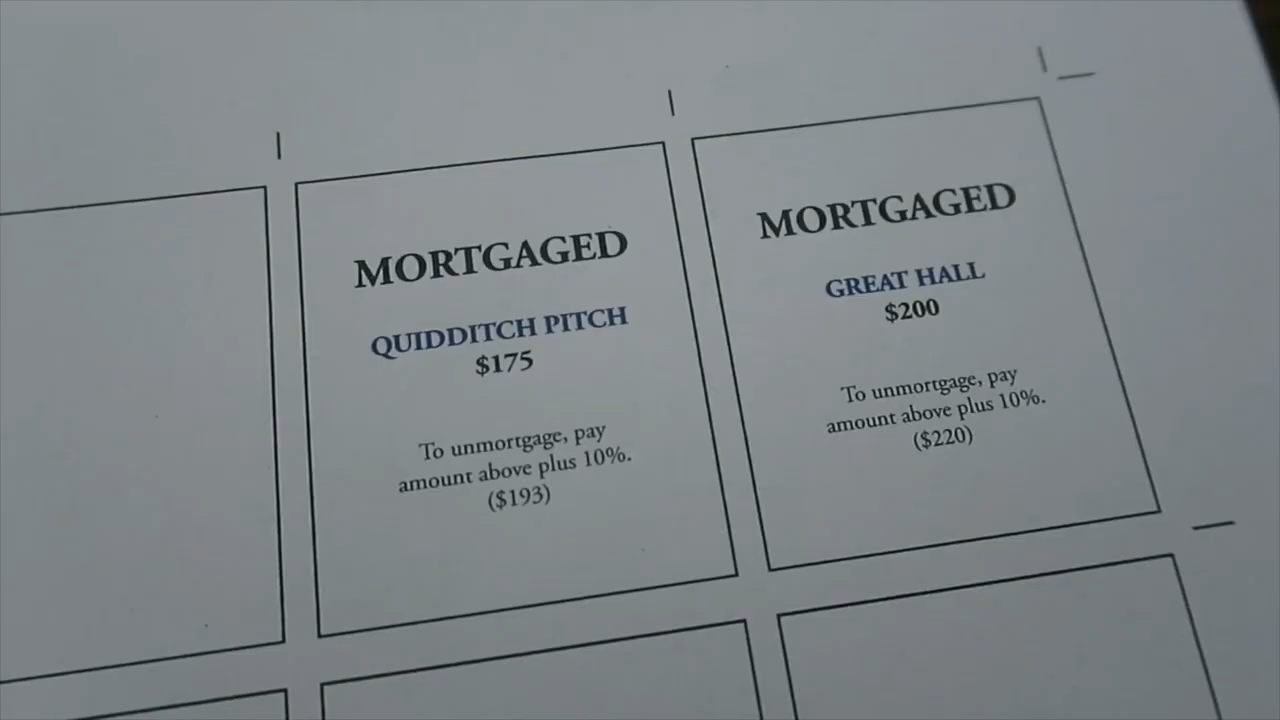 MORTGAGED
QUIDDITCH PITCH
$175
To unmortgage, pay
amount above plus 10%.
($193)
MORTGAGED
GREAT HALL
$200
To unmortgage, pay
amount above plus 10%.
($220)